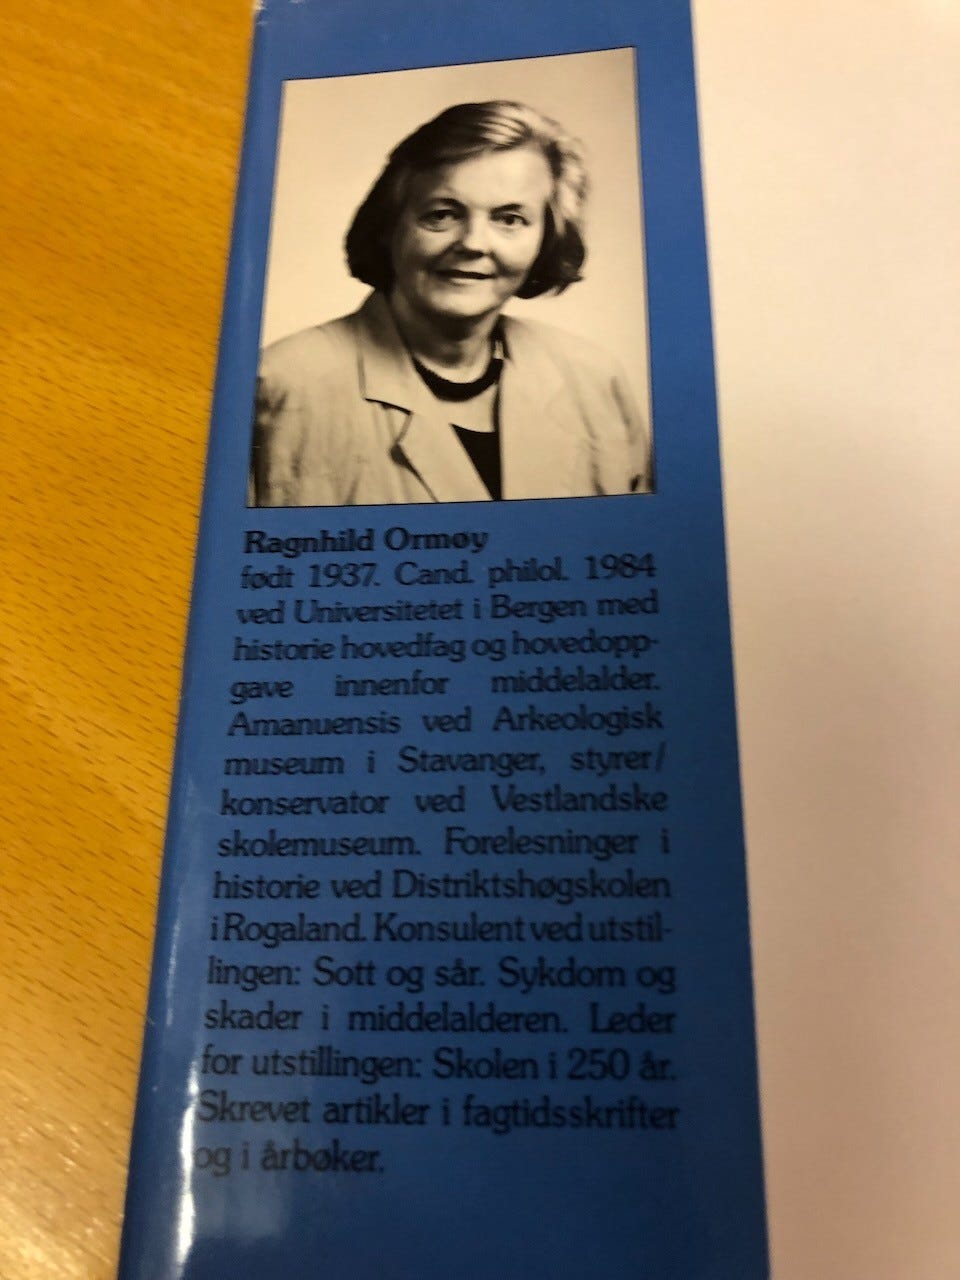 Ragnhild Ormøy
født 1937. Cand. philol. 1984
ved Universitetet i Bergen med
historie hovedfag og hovedopp-
gave innenfor middelalder.
Amanuensis ved Arkeologisk
museum i Stavanger, styrer/
konservator ved Vestlandske
skolemuseum. Forelesninger i
historie ved Distriktshøgskolen
i Rogaland. Konsulent ved utstil-
lingen: Sott og sår. Sykdom og
skader i middelalderen. Leder
for utstillingen: Skolen i 250 år.
Skrevet artikler i fagtidsskrifter
og i årbøker.